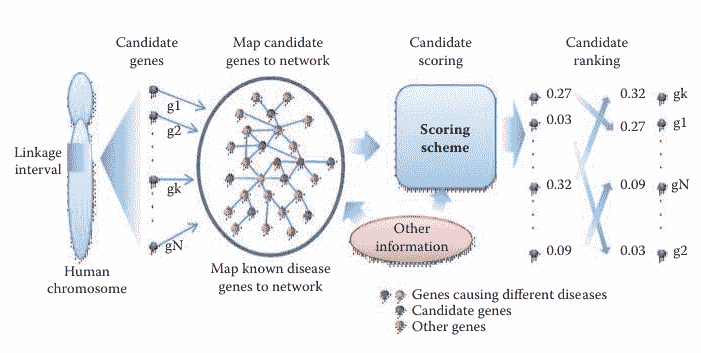 Candidate
genes
Map candidate
genes to network
Candidate
scoring
Candidate
ranking
Linkage
interval
Human
chromosome
g1
g2
gk
gN
Map known disease
genes to network
Scoring
scheme
Other
information
0.27
0.03
0.32
0.09
0.32
0.27
0.09
0.03
gk
g1
gN
g2
Genes causing different diseases
Candidate genes
Other genes